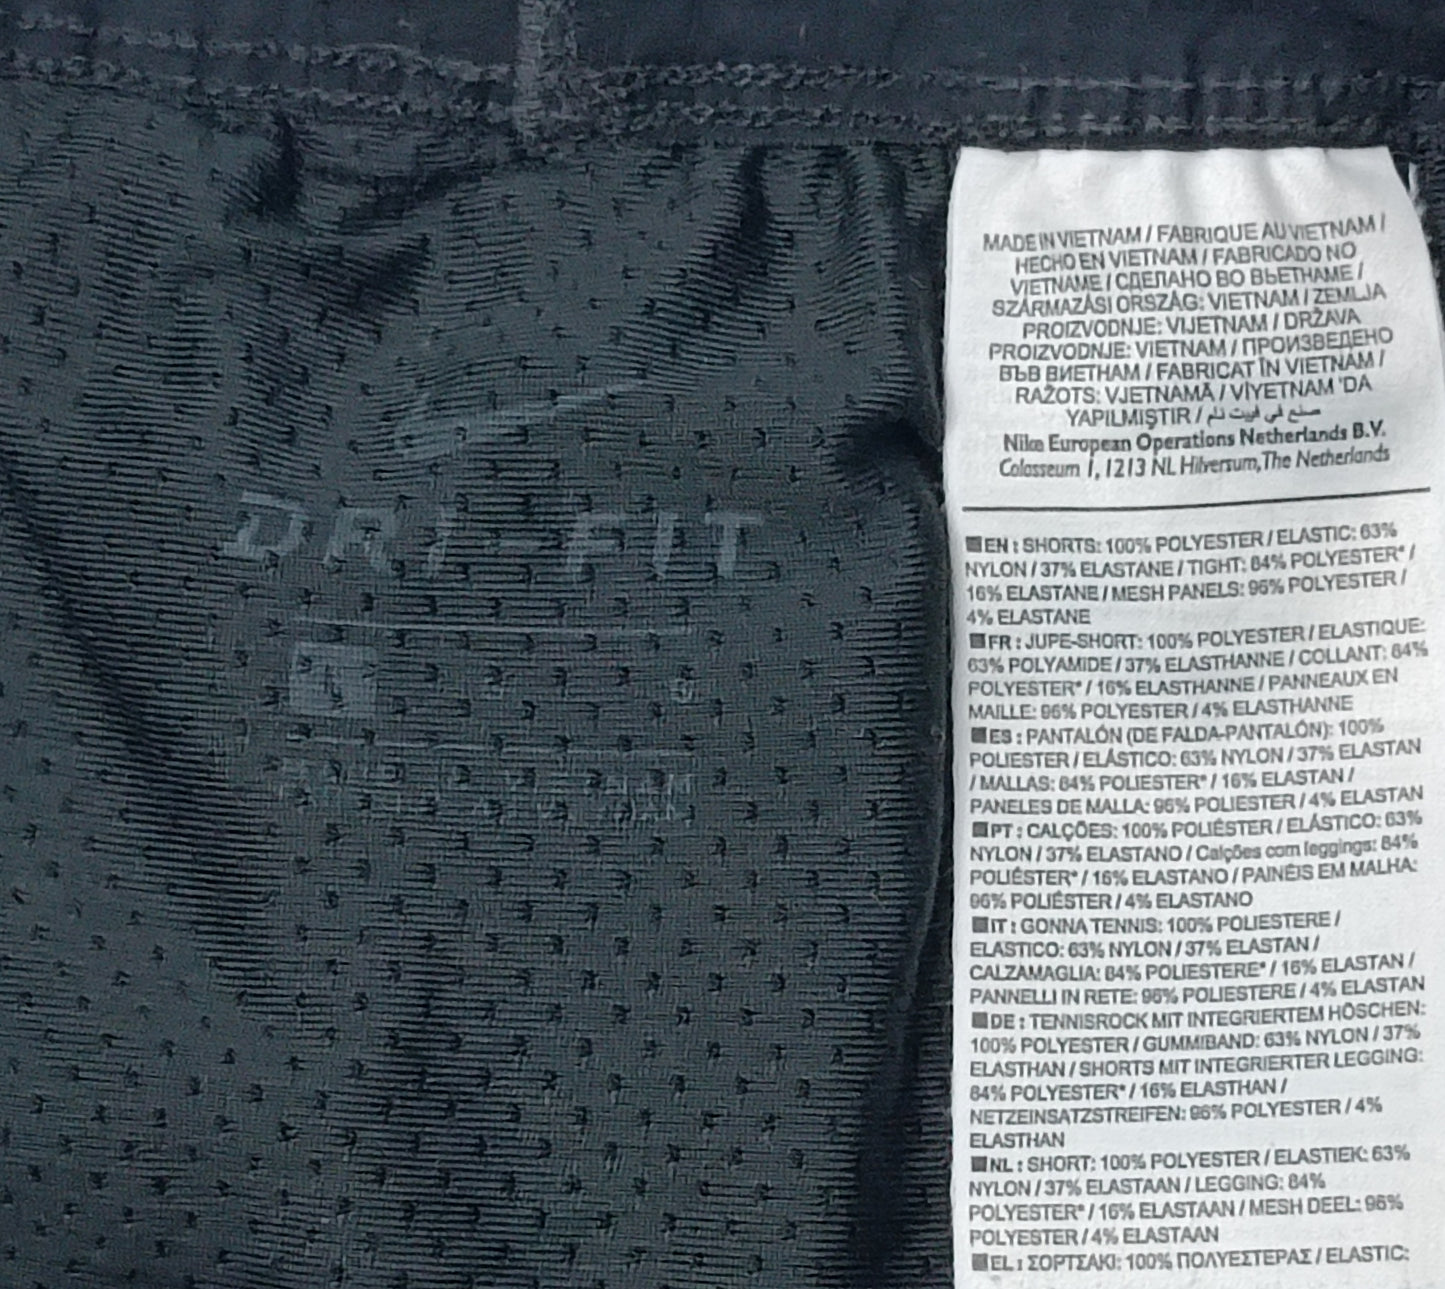 DRI-FIT
L
MADE IN VIETNAM / FABRIQUE AU VIETNAM /
HECHO EN VIETNAM / FABRICADO NO
VIETNAME / СДЕЛАНО ВО ВЬЕТНАМЕ /
SZÁRMAZÁSI ORSZÁG: VIETNAM / ZEMLJA
PROIZVODNJE: VIJETNAM / DRŽAVA
PROIZVODNJE: VIETNAM / ПРОИЗВЕДЕНО
ВЪВ ВИЕТНАМ / FABRICAT ÎN VIETNAM /
RAŽOTS: VJETNAMĀ / VİYETNAM 'DA
YAPILMIŞTIR / صنع في فييت نام
Nike European Operations Netherlands B.V.
Colosseum 1, 1213 NL Hilversum, The Netherlands
EN : SHORTS: 100% POLYESTER / ELASTIC: 63%
NYLON / 37% ELASTANE / TIGHT: 84% POLYESTER* /
16% ELASTANE / MESH PANELS: 96% POLYESTER /
4% ELASTANE
FR : JUPE-SHORT: 100% POLYESTER / ELASTIQUE:
63% POLYAMIDE / 37% ELASTHANNE / COLLANT: 84%
POLYESTER* / 16% ELASTHANNE / PANNEAUX EN
MAILLE: 96% POLYESTER / 4% ELASTHANNE
ES : PANTALÓN (DE FALDA-PANTALÓN): 100%
POLIESTER / ELÁSTICO: 63% NYLON / 37% ELASTAN
/ MALLAS: 84% POLIESTER* / 16% ELASTAN /
PANELES DE MALLA: 96% POLIESTER / 4% ELASTAN
PT : CALÇÕES: 100% POLIÉSTER / ELÁSTICO: 63%
NYLON / 37% ELASTANO / Calções com leggings: 84%
POLIÉSTER* / 16% ELASTANO / PAINÉIS EM MALHA:
96% POLIÉSTER / 4% ELASTANO
IT : GONNA TENNIS: 100% POLIESTERE /
ELASTICO: 63% NYLON / 37% ELASTAN /
CALZAMAGLIA: 84% POLIESTERE* / 16% ELASTAN /
PANNELLI IN RETE: 96% POLIESTERE / 4% ELASTAN
DE : TENNISROCK MIT INTEGRIERTEM HÖSCHEN:
100% POLYESTER / GUMMIBAND: 63% NYLON / 37%
ELASTHAN / SHORTS MIT INTEGRIERTER LEGGING:
84% POLYESTER* / 16% ELASTHAN /
NETZEINSATZSTREIFEN: 96% POLYESTER / 4%
ELASTHAN
NL : SHORT: 100% POLYESTER / ELASTIEK: 63%
NYLON / 37% ELASTAAN / LEGGING: 84%
POLYESTER* / 16% ELASTAAN / MESH DEEL: 96%
POLYESTER / 4% ELASTAAN
EL : ΣΟΡΤΣΑΚΙ: 100% ΠΟΛΥΕΣΤΕΡΑΣ / ELASTIC: